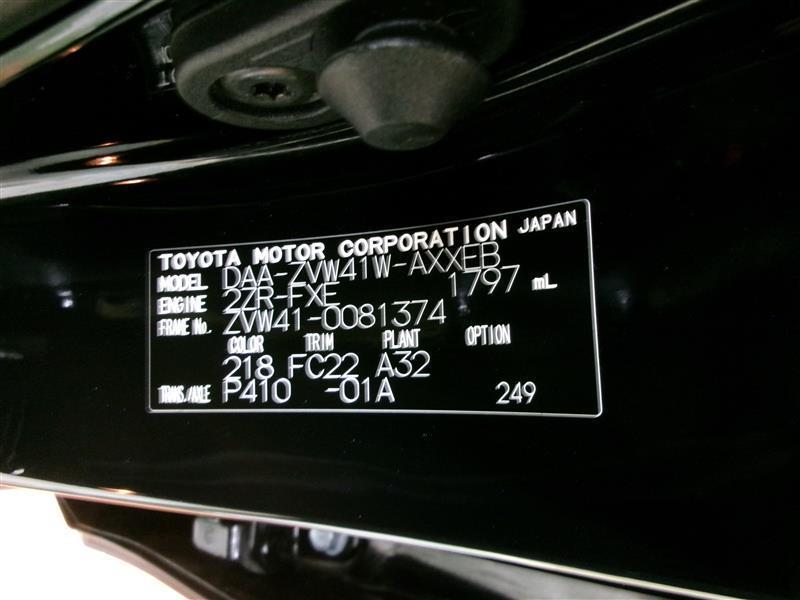 TOYOTA MOTOR CORPORATION JAPAN
MODEL DAA-ZVW41W-AXXEB
ENGINE 2ZR-FXE 1797 mL
FRAME No. ZVW41-0081374
COLOR TRIM PLANT OPTION
218 FC22 A32
TRANS./AXLE P410 -01A 249